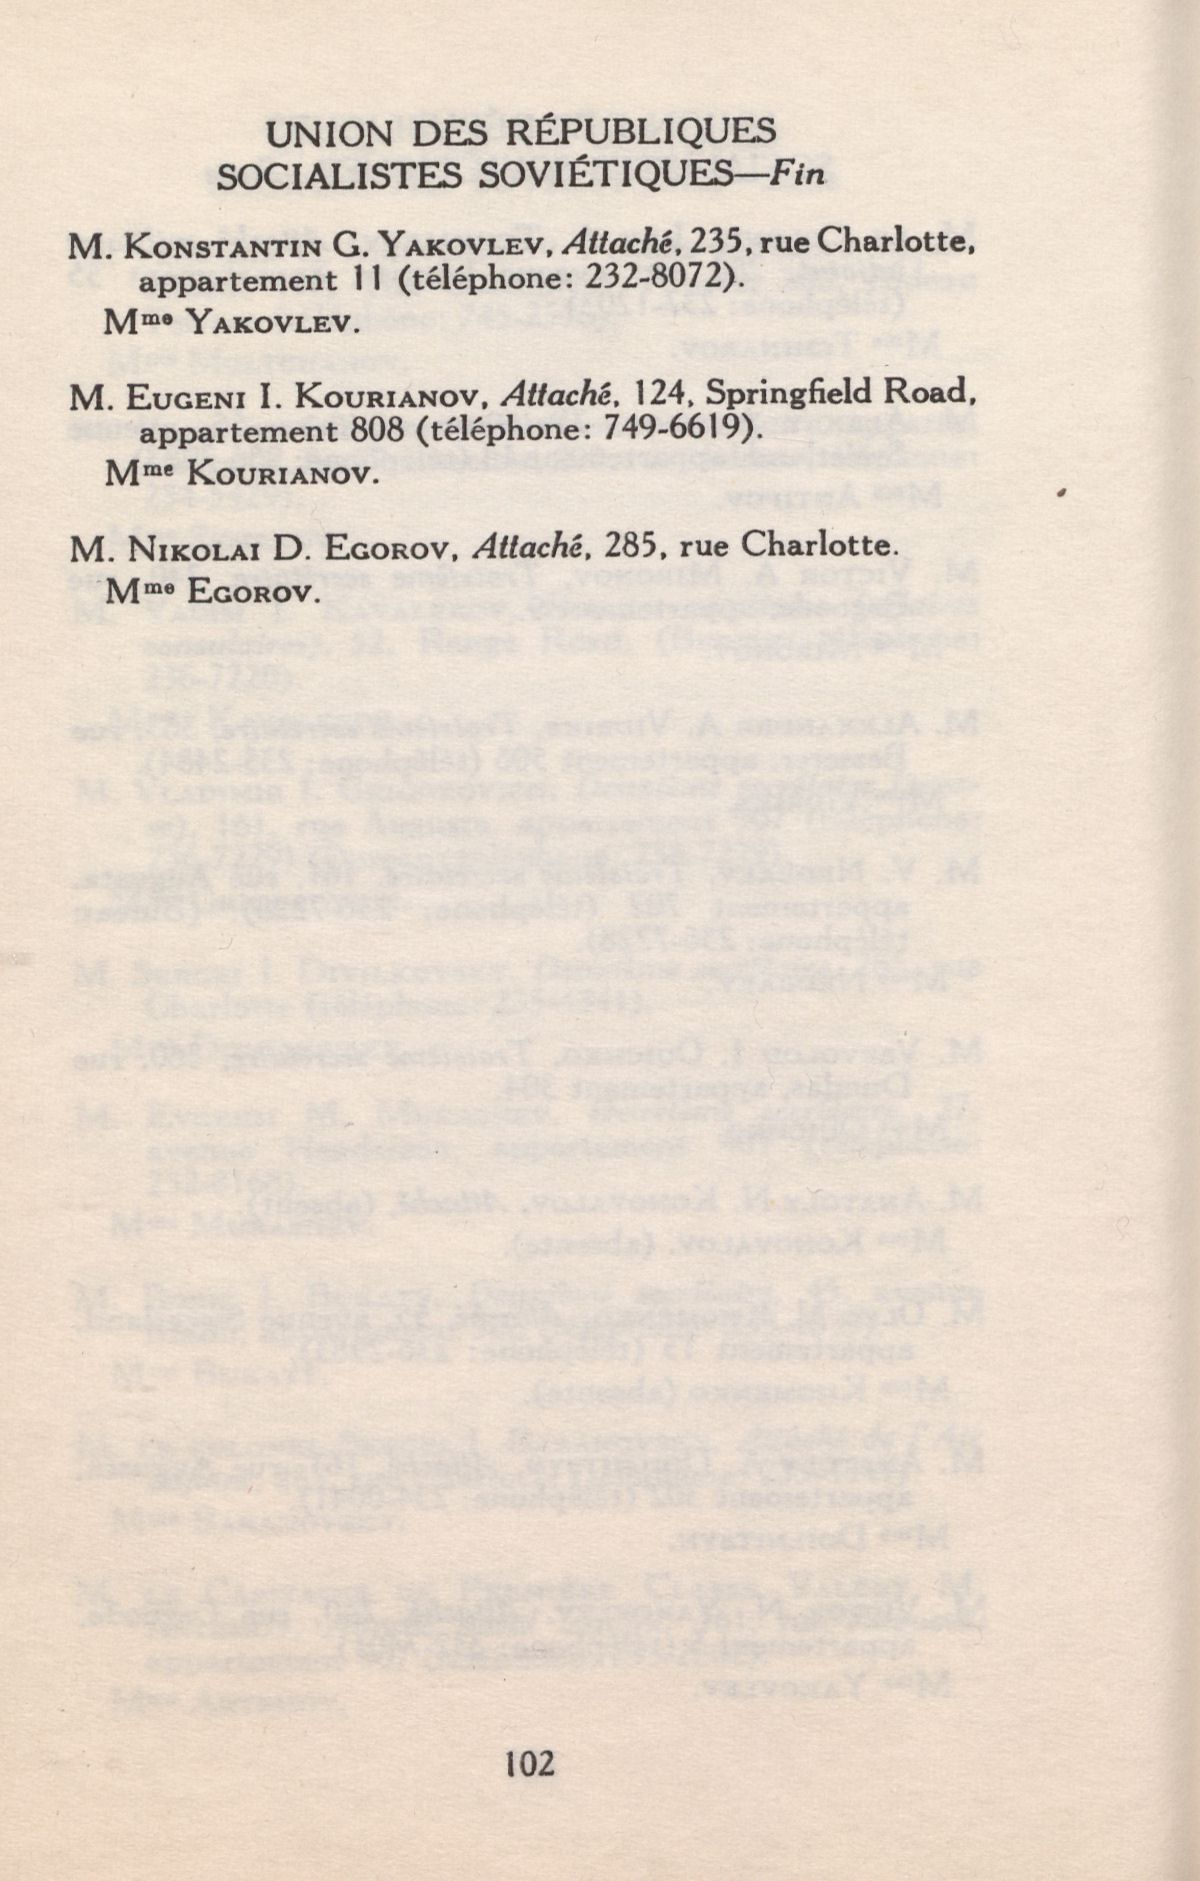 UNION DES RÉPUBLIQUES
SOCIALISTES SOVIÉTIQUES—Fin
M. KONSTANTIN G. YAKOVLEV, Attaché, 235, rue Charlotte,
appartement 11 (téléphone: 232-8072).
Mme YAKOVLEV.
M. EUGENI I. KOURIANOV, Attaché, 124, Springfield Road,
appartement 808 (téléphone: 749-6619).
Mme KOURIANOV.
M. NIKOLAI D. EGOROV, Attaché, 285, rue Charlotte.
Mme EGOROV.
102